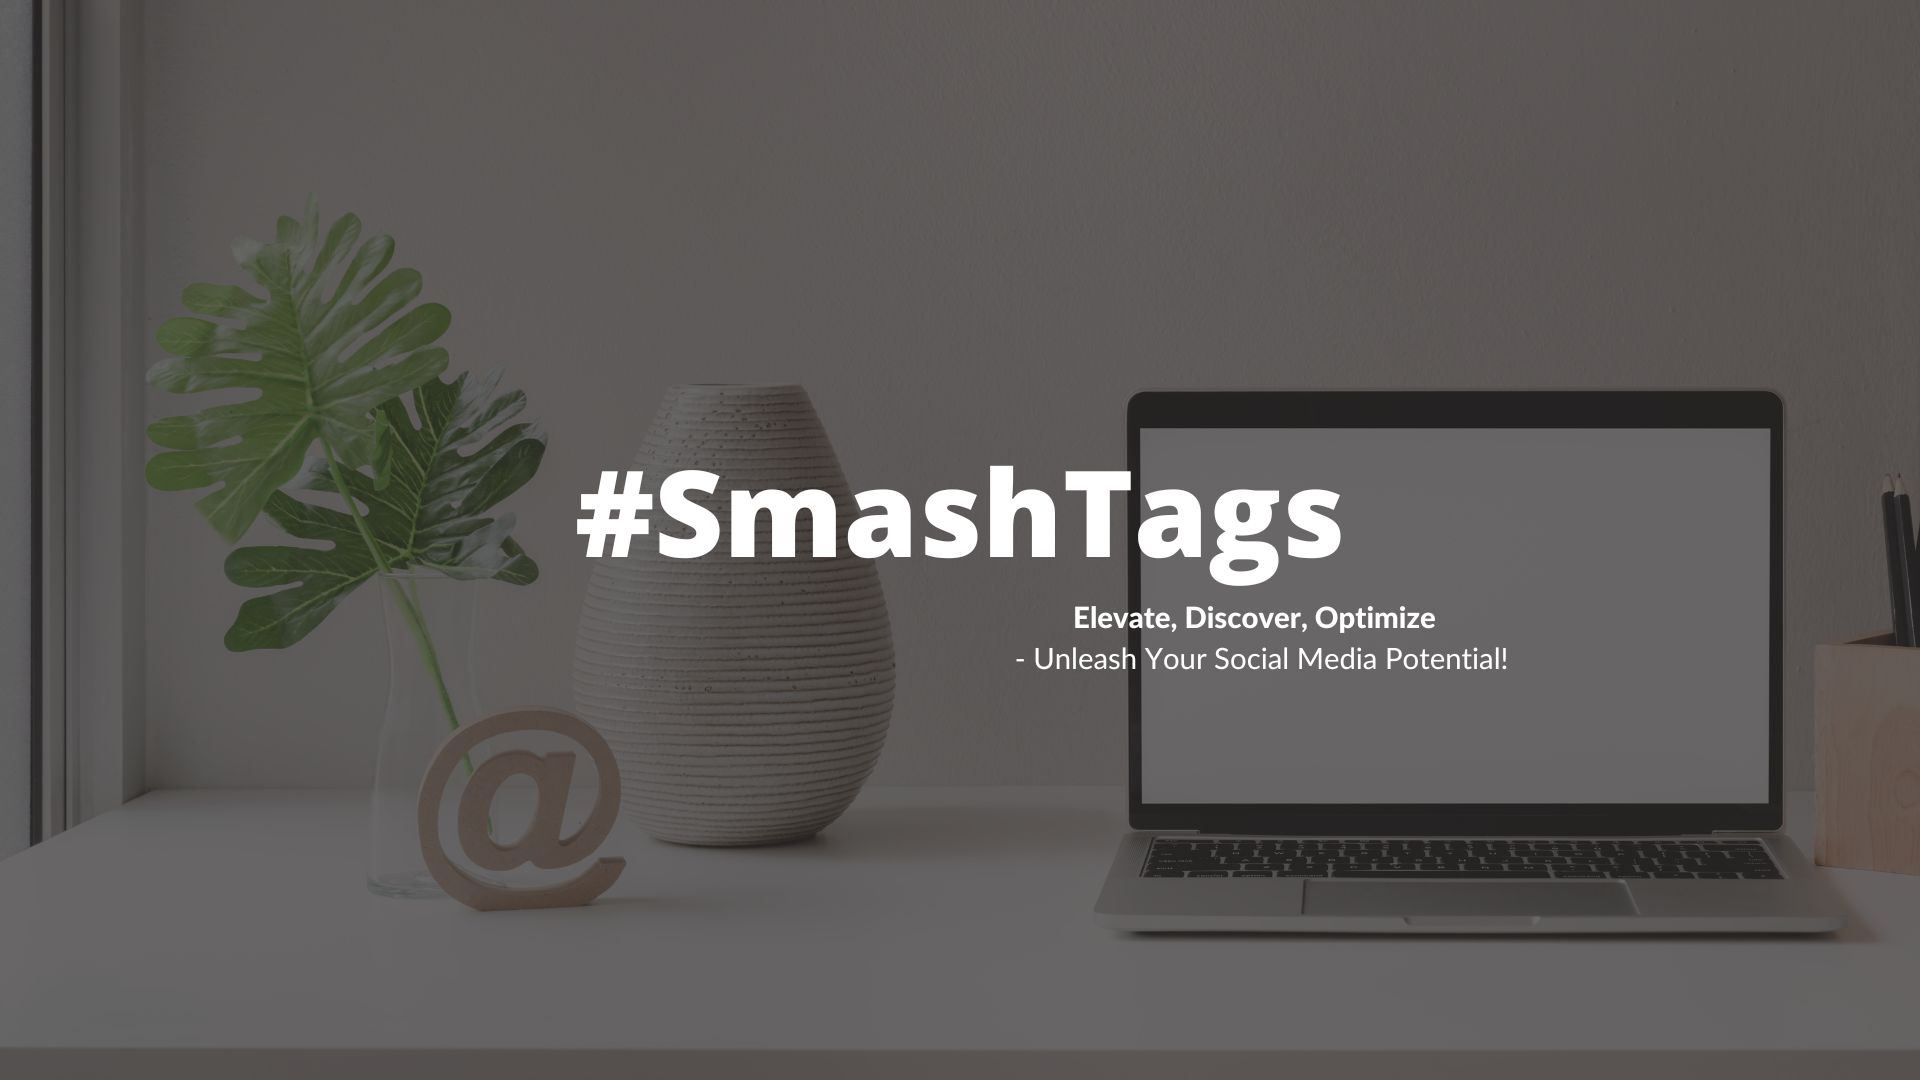 #SmashTags
Elevate, Discover, Optimize
- Unleash Your Social Media Potential!
@